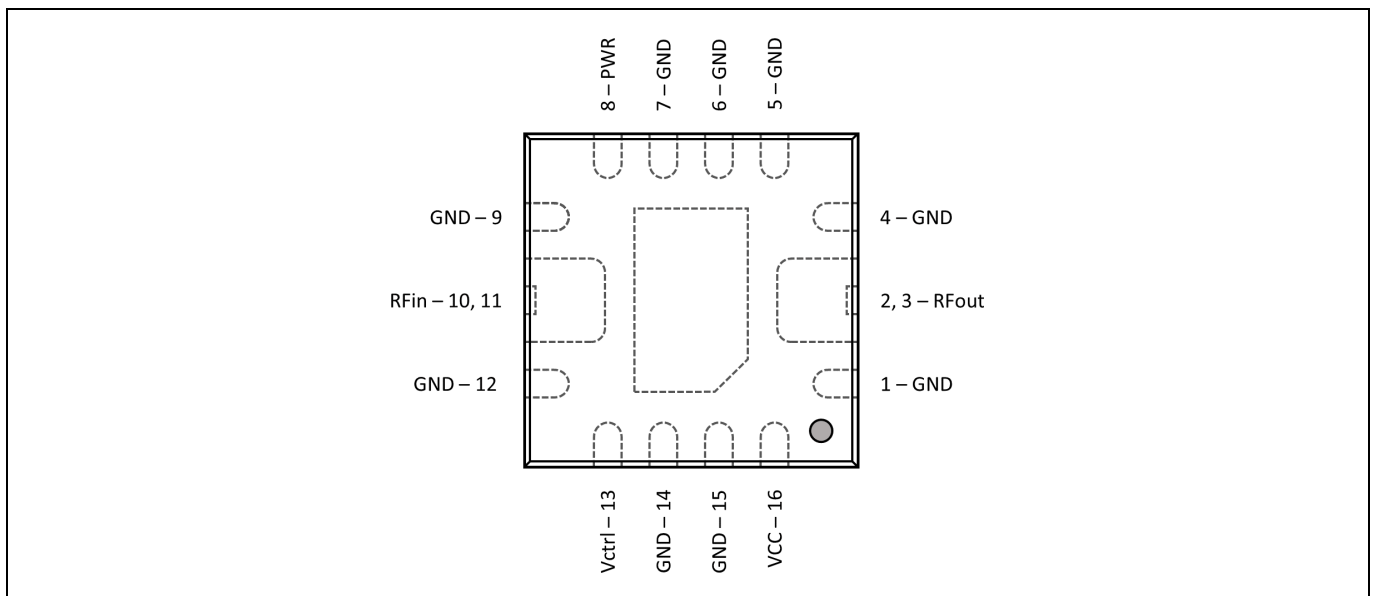 8 – PWR
7 – GND
6 – GND
5 – GND
GND – 9
4 – GND
RFin – 10, 11
2, 3 – RFout
GND – 12
1 – GND
Vctrl – 13
GND – 14
GND – 15
VCC – 16